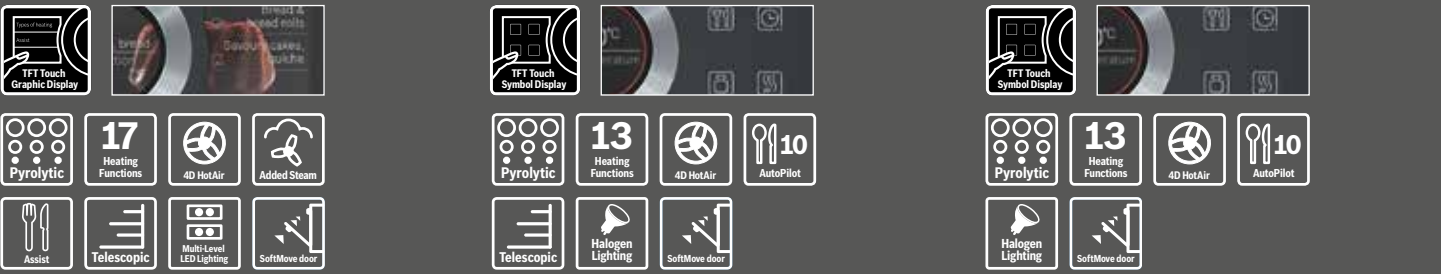 Types of heating
Assist
TFT Touch
Graphic Display
bread &
bread rolls
bread
Savoury cakes,
quiche
Pyrolytic
17
Heating
Functions
4D HotAir
Added Steam
Assist
Telescopic
Multi-Level
LED Lighting
SoftMove door
TFT Touch
Symbol Display
°C
Pyrolytic
13
Heating
Functions
4D HotAir
10
AutoPilot
Telescopic
Halogen
Lighting
SoftMove door
TFT Touch
Symbol Display
°C
Pyrolytic
13
Heating
Functions
4D HotAir
10
AutoPilot
Halogen
Lighting
SoftMove door